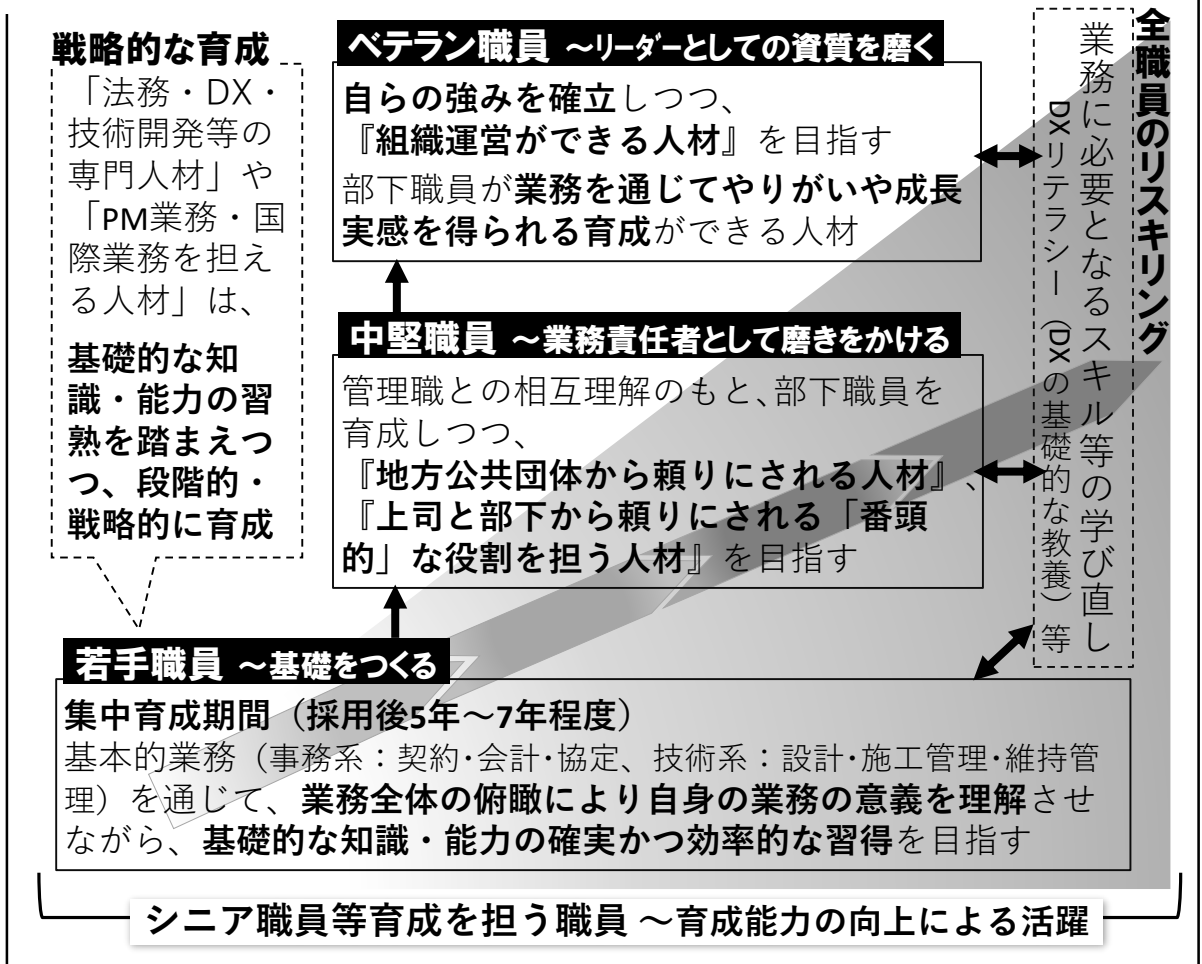 戦略的な育成
「法務・DX・
技術開発等の
専門人材」や
「PM業務・国
際業務を担え
る人材」は、
基礎的な知
識・能力の習
熟を踏まえつ
つ、段階的・
戦略的に育成
ベテラン職員 ~リーダーとしての資質を磨く
自らの強みを確立しつつ、
『組織運営ができる人材』を目指す
部下職員が業務を通じてやりがいや成長
実感を得られる育成ができる人材
中堅職員 ~業務責任者として磨きをかける
管理職との相互理解のもと、部下職員を
育成しつつ、
『地方公共団体から頼りにされる人材』、
『上司と部下から頼りにされる「番頭
的」な役割を担う人材』を目指す
若手職員 ~基礎をつくる
集中育成期間(採用後5年~7年程度)
基本的業務(事務系:契約・会計・協定、技術系:設計・施工管理・維持管
理)を通じて、業務全体の俯瞰により自身の業務の意義を理解させ
ながら、基礎的な知識・能力の確実かつ効率的な習得を目指す
全職員のリスキリング
業務に必要となるスキル等の学び直し
DXリテラシー(DXの基礎的な教養)等
シニア職員等育成を担う職員 ~育成能力の向上による活躍